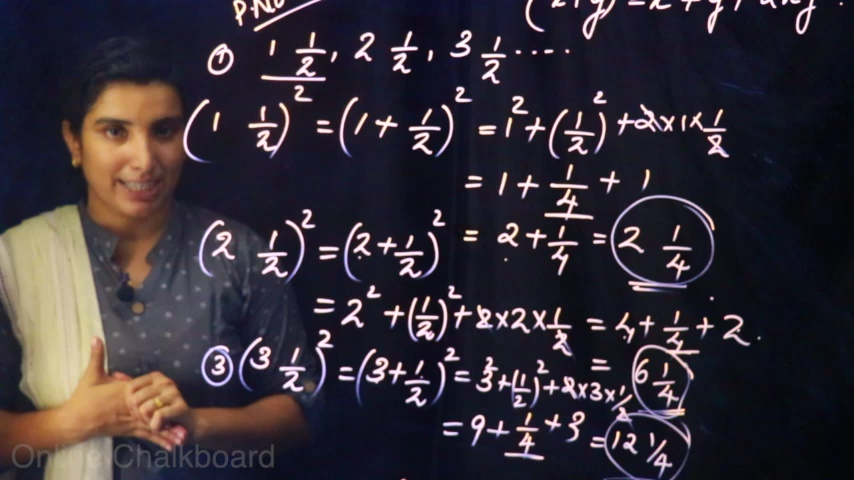 P.No
(x+y)² = x² + y² + 2xy
① 1 1/2, 2 1/2, 3 1/2 ....
(1 1/2)² = (1 + 1/2)² = 1² + (1/2)² + 2×1×1/2
= 1 + 1/4 + 1
= 2 + 1/4 = 2 1/4
(2 1/2)² = (2 + 1/2)²
= 2² + (1/2)² + 2×2×1/2 = 4 + 1/4 + 2.
= 6 1/4
③ (3 1/2)² = (3 + 1/2)² = 3² + (1/2)² + 2×3×1/2
= 9 + 1/4 + 3 = 12 1/4
Online Chalkboard